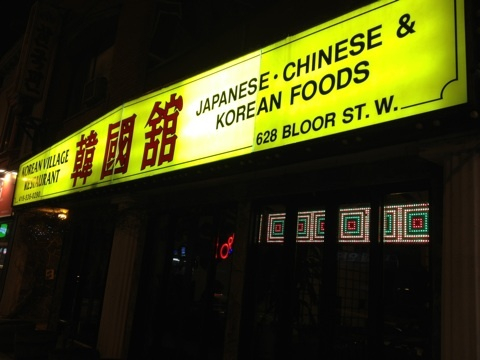 KOREAN VILLAGE
RESTAURANT
韓國舘
JAPANESE · CHINESE &
KOREAN FOODS
628 BLOOR ST. W.